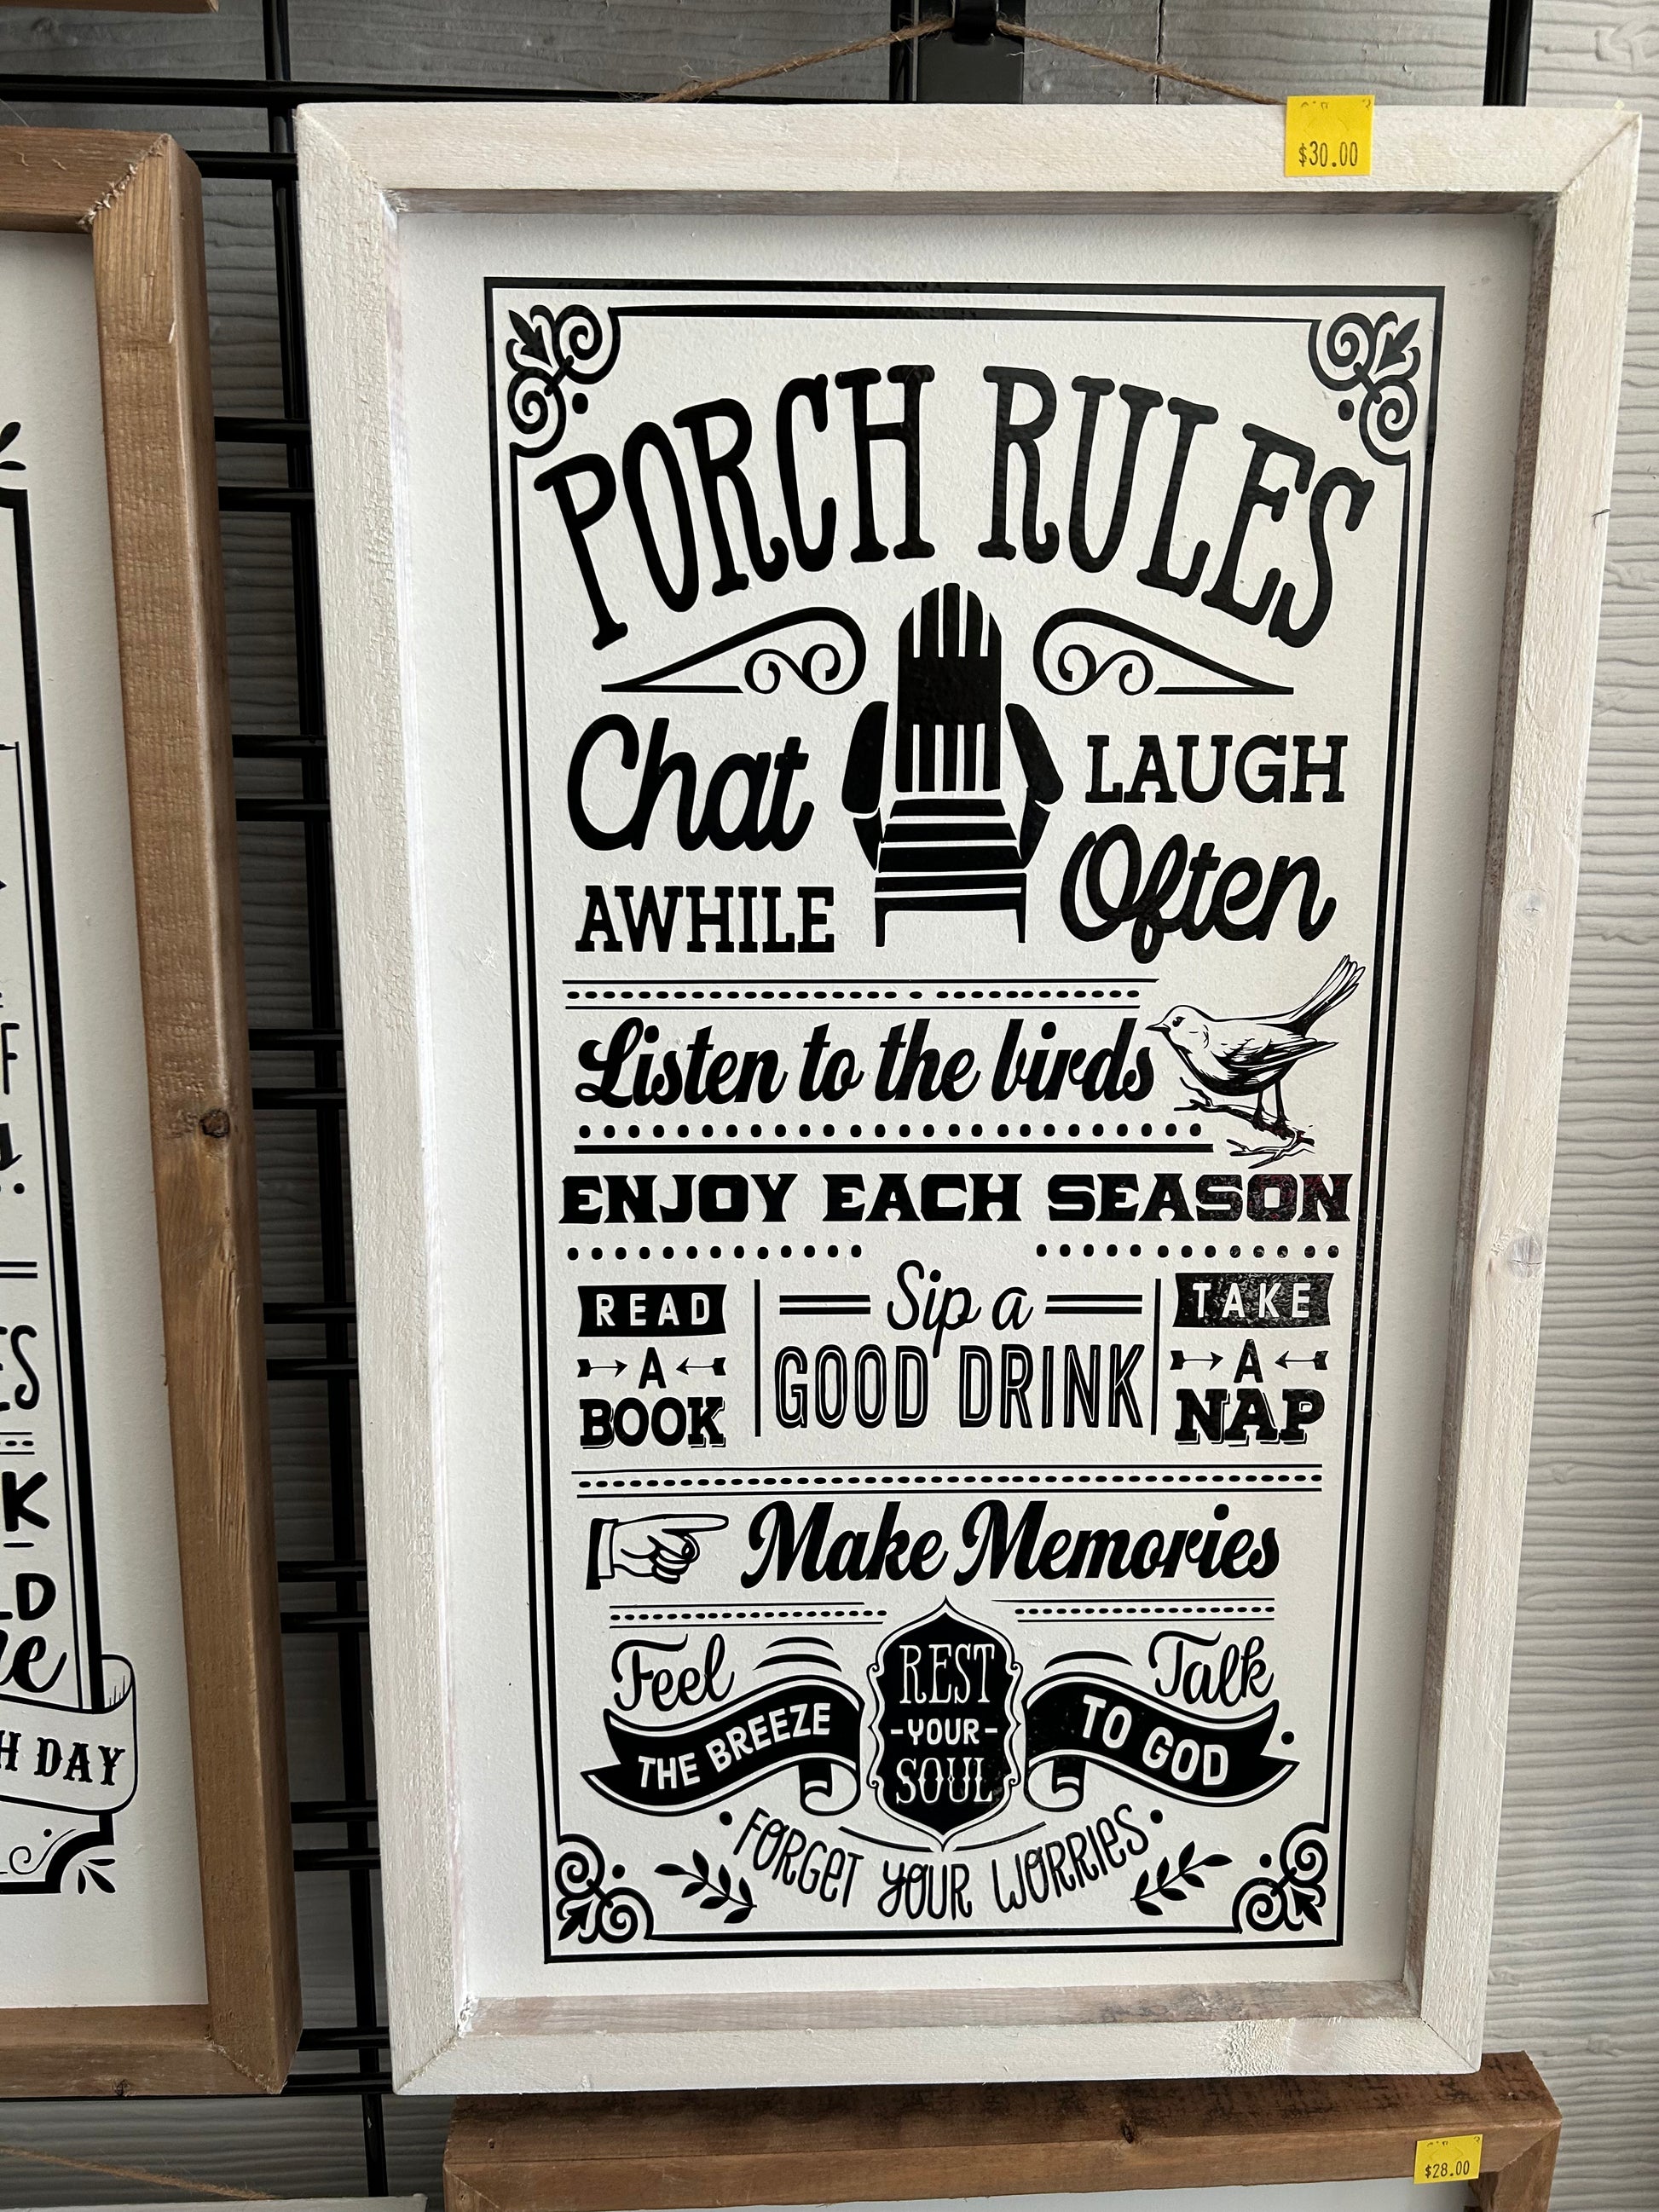 $30.00
PORCH RULES
Chat
AWHILE
LAUGH
Often
Listen to the birds
ENJOY EACH SEASON
READ
A
BOOK
Sip a
GOOD DRINK
TAKE
A
NAP
Make Memories
Feel
THE BREEZE
REST
-YOUR-
SOUL
Talk
TO GOD
FORGET YOUR WORRIES
H DAY
$28.00